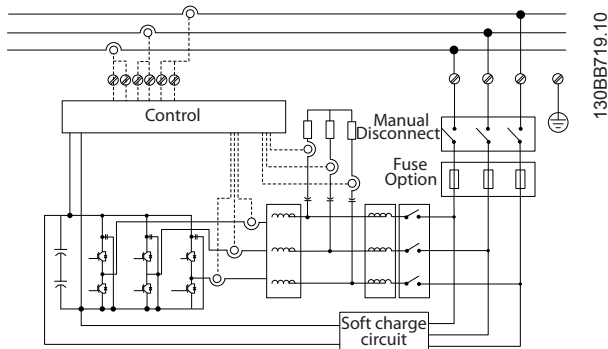 130BB719.10
Control
Manual
Disconnect
Fuse
Option
Soft charge
circuit